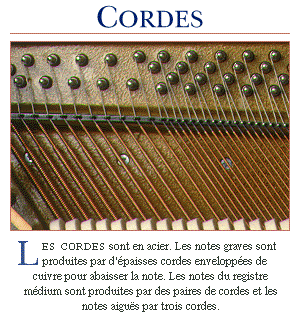 CORDES
LES CORDES sont en acier. Les notes graves sont
produites par d'épaisses cordes enveloppées de
cuivre pour abaisser la note. Les notes du registre
médium sont produites par des paires de cordes et les
notes aiguës par trois cordes.